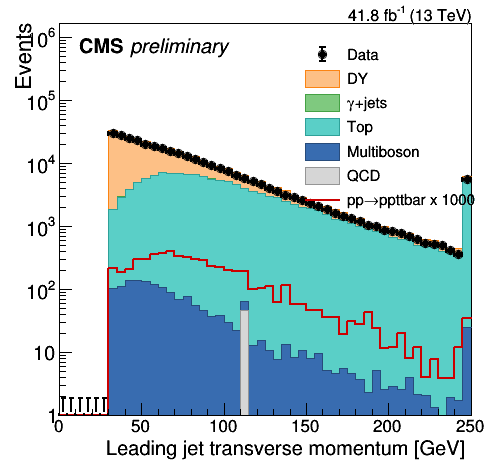 41.8 fb⁻¹ (13 TeV)
Events
CMS preliminary
Data
DY
γ+jets
Top
Multiboson
QCD
pp→ppttbar x 1000
10⁶
10⁵
10⁴
10³
10²
10
1
0 50 100 150 200 250
Leading jet transverse momentum [GeV]